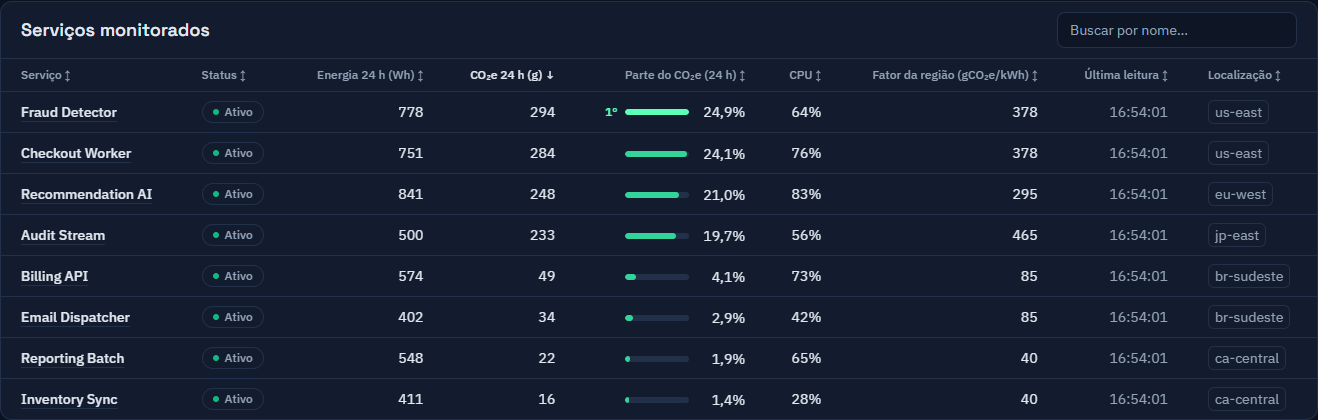 Serviços monitorados
Buscar por nome...
Serviço ↕ Status ↕ Energia 24 h (Wh) ↕ CO₂e 24 h (g) ↓ Parte do CO₂e (24 h) ↕ CPU ↕ Fator da região (gCO₂e/kWh) ↕ Última leitura ↕ Localização ↕
Fraud Detector Ativo 778 294 1º 24,9% 64% 378 16:54:01 us-east
Checkout Worker Ativo 751 284 24,1% 76% 378 16:54:01 us-east
Recommendation AI Ativo 841 248 21,0% 83% 295 16:54:01 eu-west
Audit Stream Ativo 500 233 19,7% 56% 465 16:54:01 jp-east
Billing API Ativo 574 49 4,1% 73% 85 16:54:01 br-sudeste
Email Dispatcher Ativo 402 34 2,9% 42% 85 16:54:01 br-sudeste
Reporting Batch Ativo 548 22 1,9% 65% 40 16:54:01 ca-central
Inventory Sync Ativo 411 16 1,4% 28% 40 16:54:01 ca-central